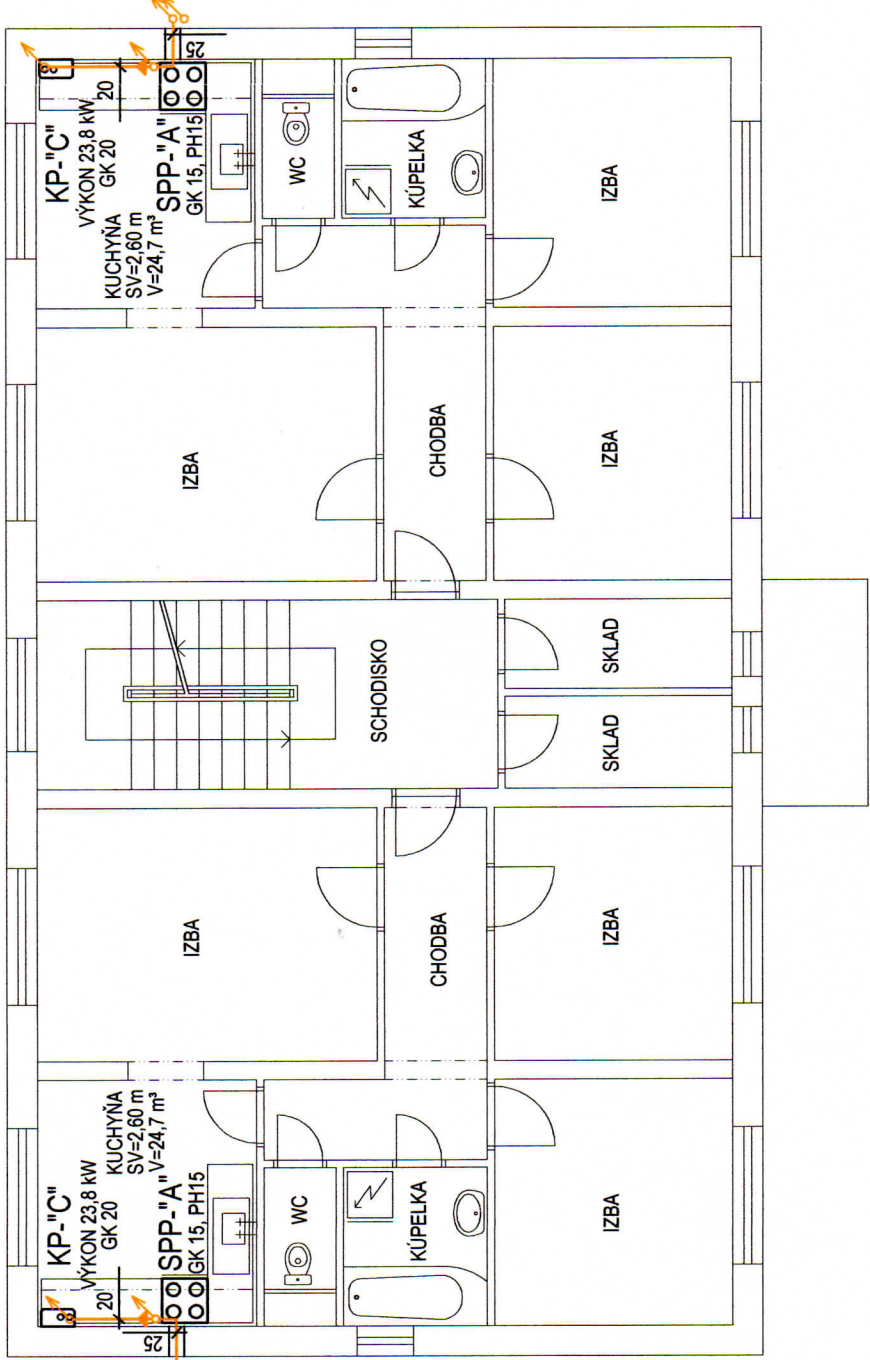 KP-"C"
VÝKON 23,8 kW
GK 20
KUCHYŇA
SV=2,60 m
V=24,7 m³
SPP-"A"
GK 15, PH15
20
25
WC
KÚPELKA
IZBA
IZBA
CHODBA
IZBA
SCHODISKO
SKLAD
SKLAD
IZBA
CHODBA
IZBA
KP-"C"
VÝKON 23,8 kW
GK 20
KUCHYŇA
SV=2,60 m
V=24,7 m³
SPP-"A"
GK 15, PH15
20
25
WC
KÚPELKA
IZBA